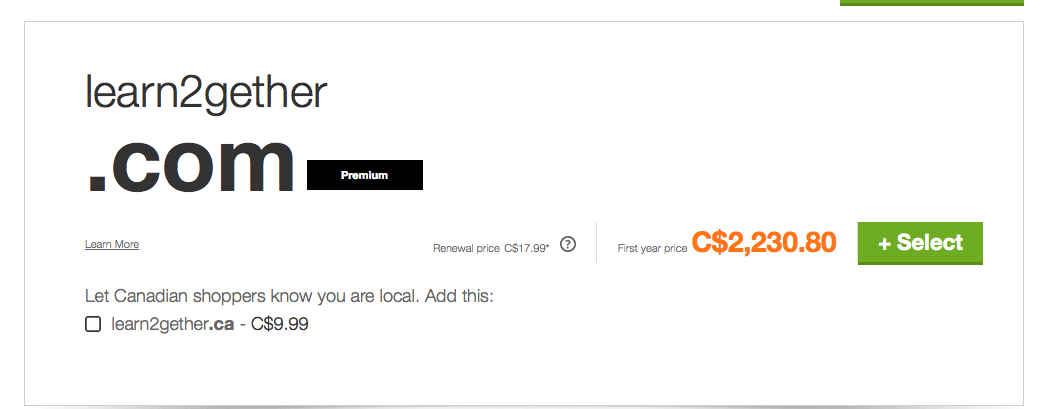 learn2gether
.com Premium
Learn More Renewal price C$17.99* ? First year price C$2,230.80 + Select
Let Canadian shoppers know you are local. Add this:
learn2gether.ca - C$9.99